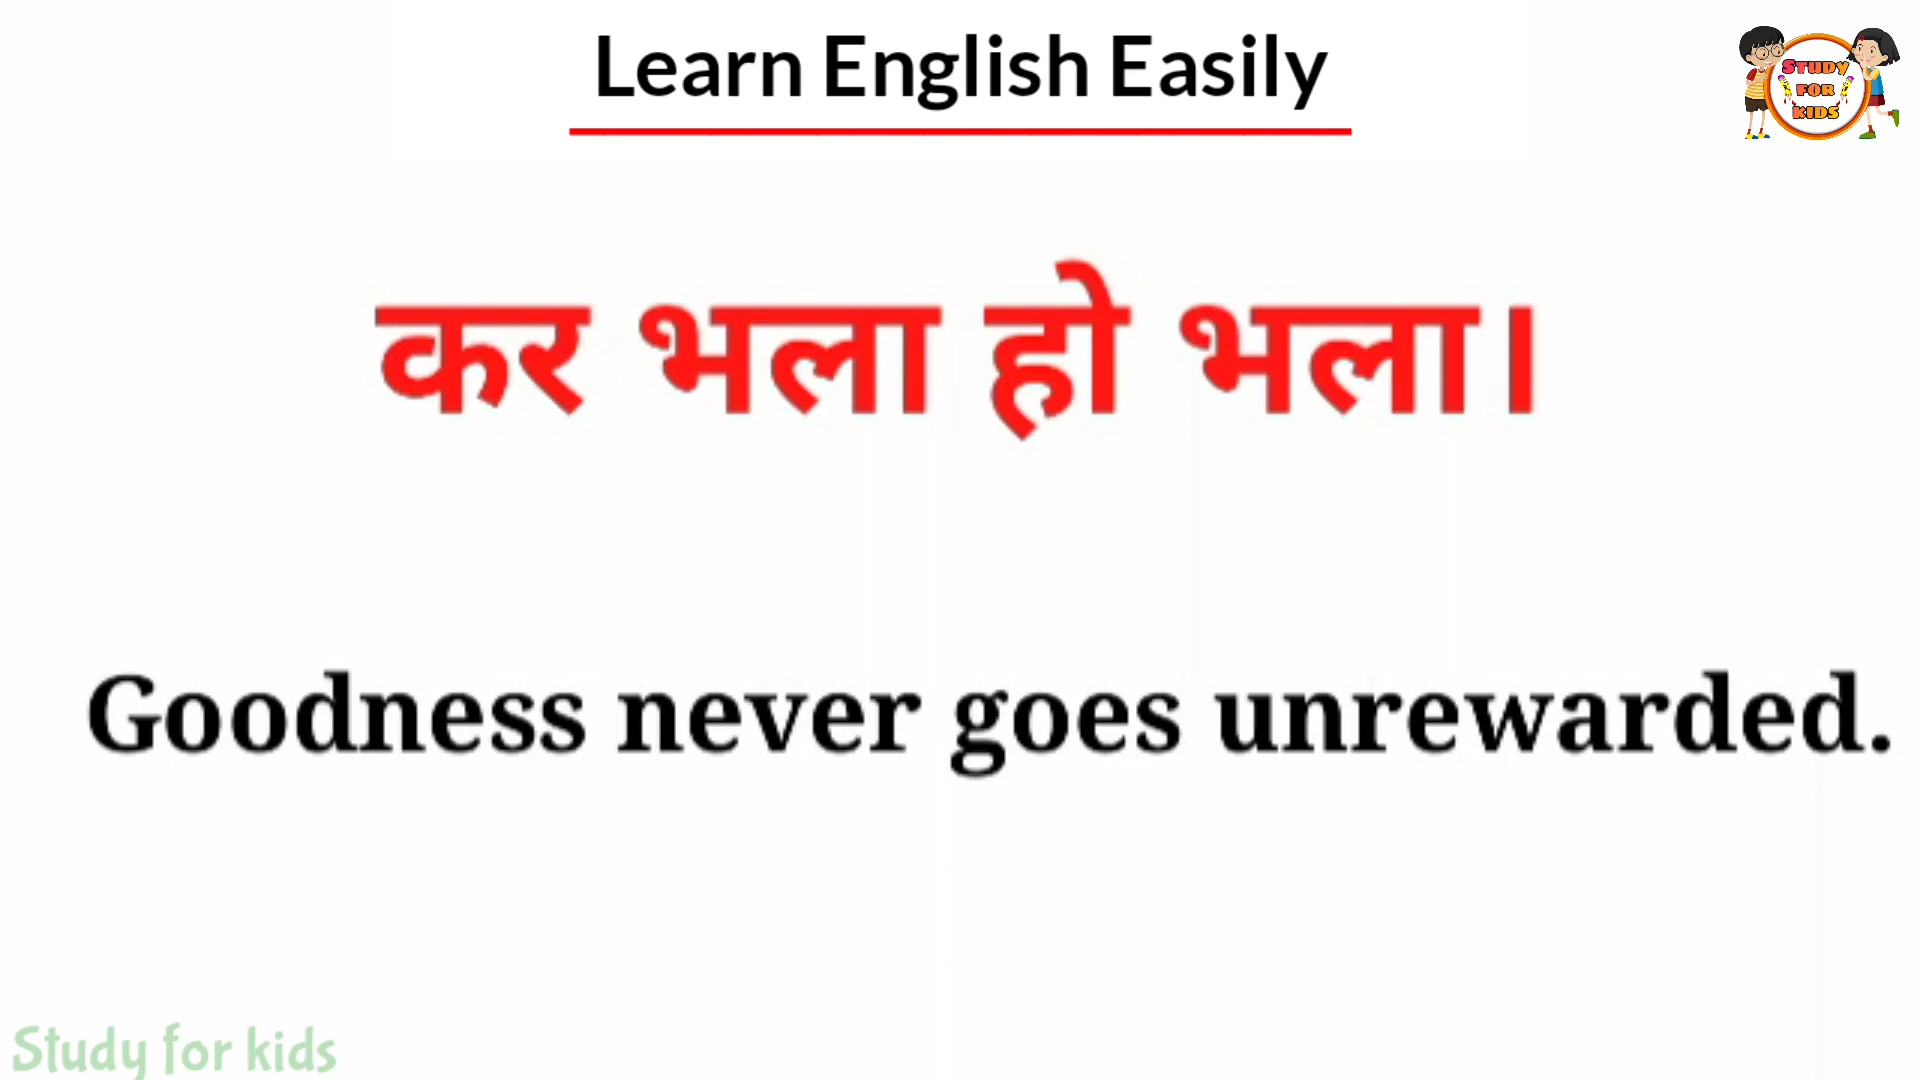 Learn English Easily
STUDY
FOR
KIDS
कर भला हो भला।
Goodness never goes unrewarded.
Study for kids